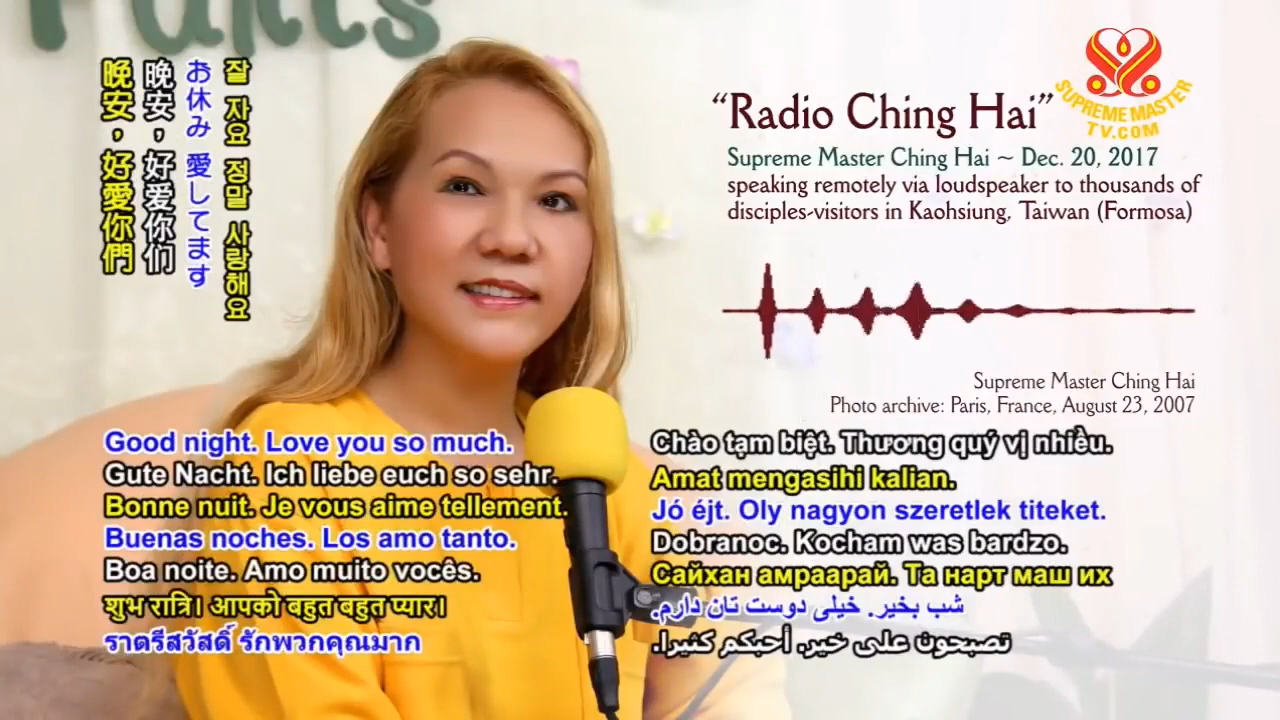 晚安，好愛你們
晚安，好爱你们
お休み 愛してます
잘 자요 정말 사랑해요
“Radio Ching Hai”
SUPREME MASTER
TV.COM
Supreme Master Ching Hai ~ Dec. 20, 2017
speaking remotely via loudspeaker to thousands of
disciples-visitors in Kaohsiung, Taiwan (Formosa)
Supreme Master Ching Hai
Photo archive: Paris, France, August 23, 2007
Good night. Love you so much.
Gute Nacht. Ich liebe euch so sehr.
Bonne nuit. Je vous aime tellement.
Buenas noches. Los amo tanto.
Boa noite. Amo muito vocês.
शुभ रात्रि। आपको बहुत बहुत प्यार।
ราตรีสวัสดิ์ รักพวกคุณมาก
Chào tạm biệt. Thương quý vị nhiều.
Amat mengasihi kalian.
Jó éjt. Oly nagyon szeretlek titeket.
Dobranoc. Kocham was bardzo.
Сайхан амраарай. Та нарт маш их
شب بخیر. خیلی دوست تان دارم.
تصبحون على خير. أحبكم كثيرا.